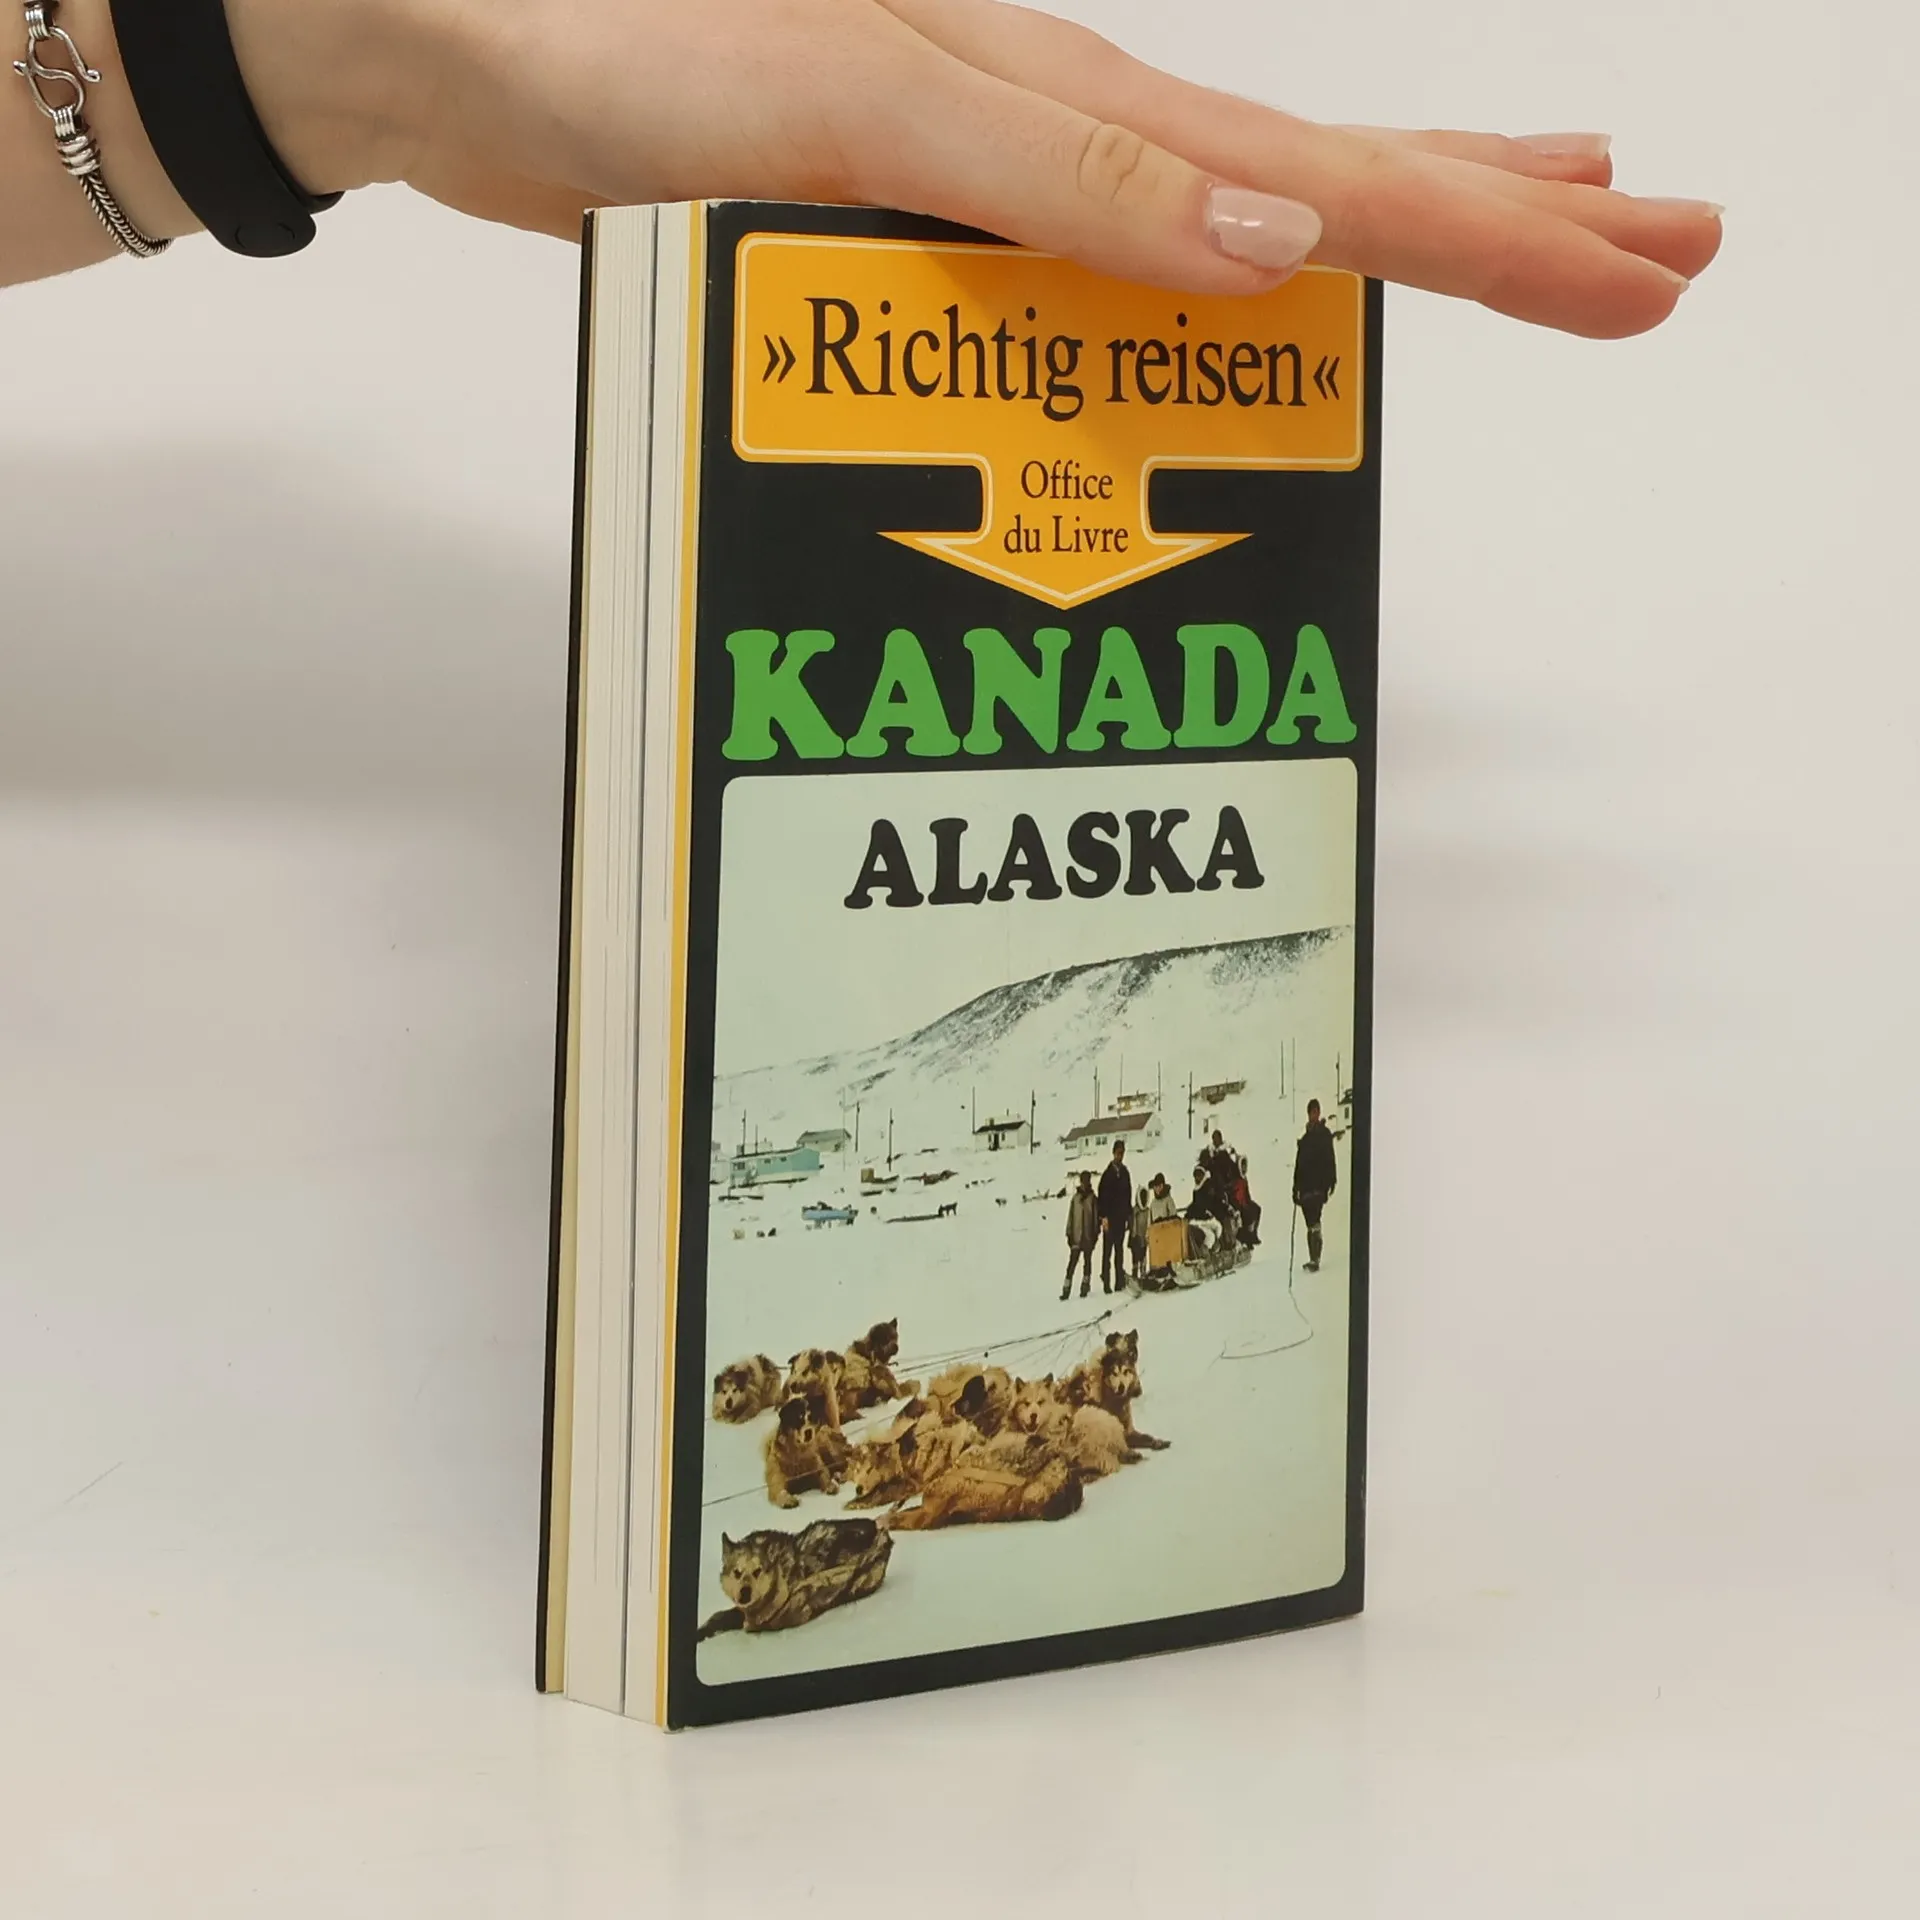 »Richtig reisen«
Office
du Livre
KANADA
ALASKA